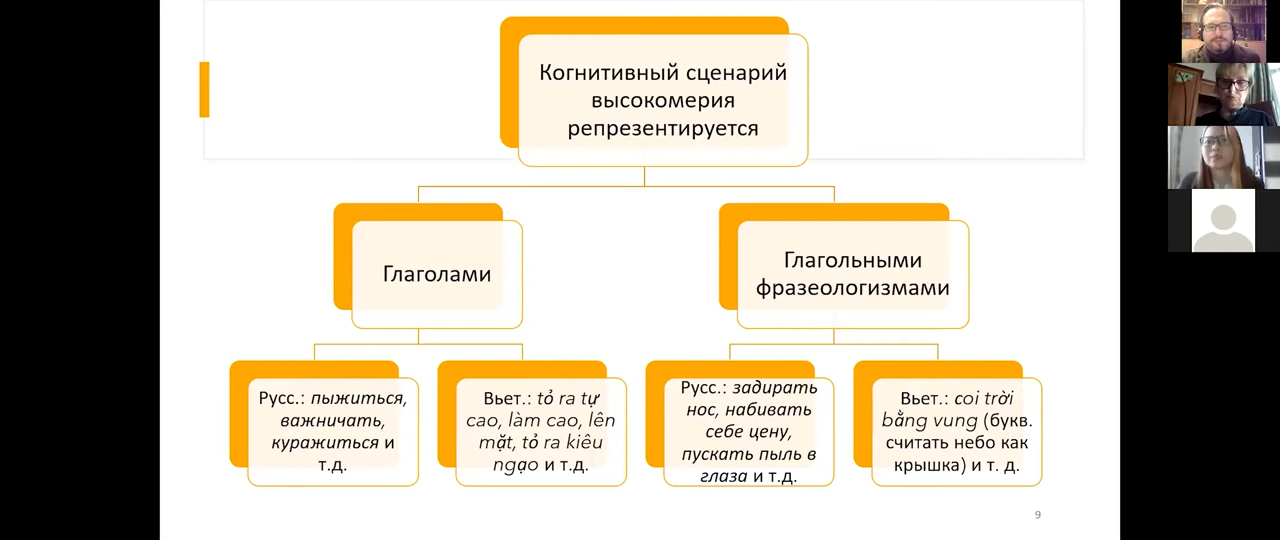 Когнитивный сценарий
высокомерия
репрезентируется
Глаголами
Глагольными
фразеологизмами
Русс.: пыжиться,
важничать,
куражиться и
т.д.
Вьет.: tỏ ra tự
cao, làm cao, lên
mặt, tỏ ra kiêu
ngạo и т.д.
Русс.: задирать
нос, набивать
себе цену,
пускать пыль в
глаза и т.д.
Вьет.: coi trời
bằng vung (букв.
считать небо как
крышка) и т. д.
9